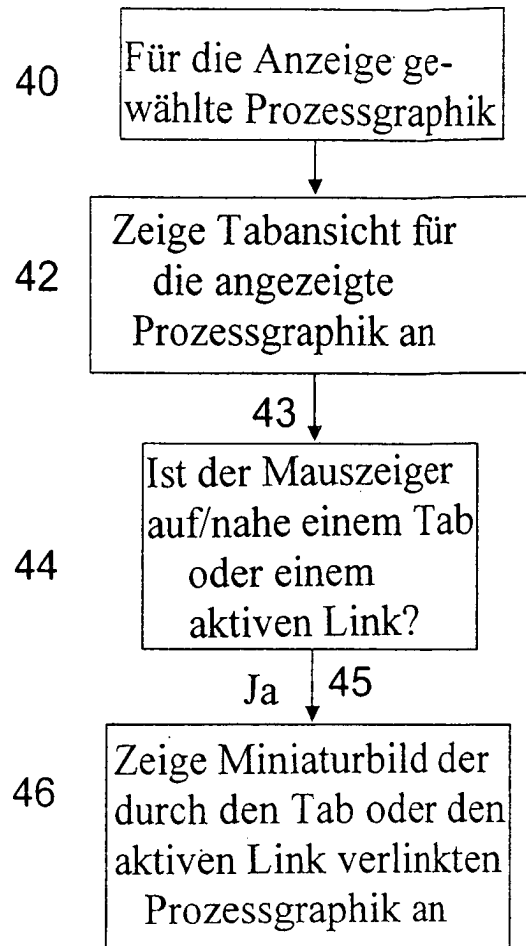 40
Für die Anzeige ge-
wählte Prozessgraphik
42
Zeige Tabansicht für
die angezeigte
Prozessgraphik an
43
44
Ist der Mauszeiger
auf/nahe einem Tab
oder einem
aktiven Link?
Ja 45
46
Zeige Miniaturbild der
durch den Tab oder den
aktiven Link verlinkten
Prozessgraphik an